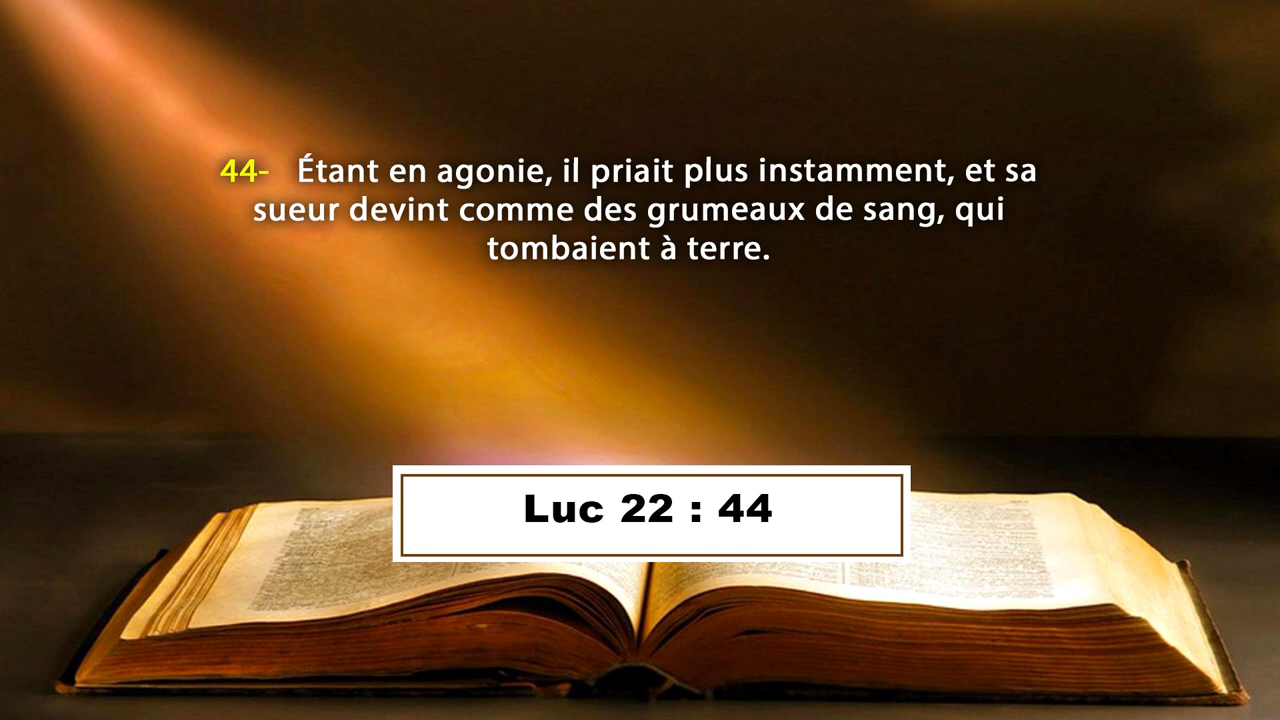 44- Étant en agonie, il priait plus instamment, et sa
sueur devint comme des grumeaux de sang, qui
tombaient à terre.
Luc 22 : 44